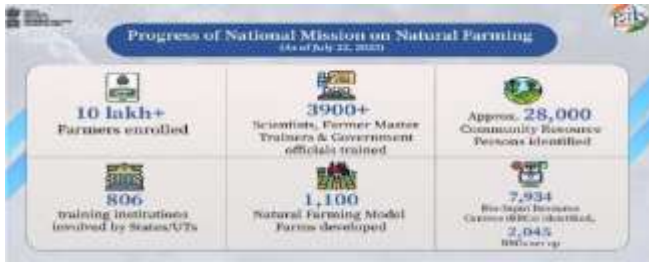 Progress of National Mission on Natural Farming
(As of July 22, 2025)
10 lakh+
Farmers enrolled
3900+
Scientists, Farmer Master
Trainers & Government
officials trained
Approx. 28,000
Community Resource
Persons identified
806
training institutions
involved by States/UTs
1,100
Natural Farming Model
Farms developed
7,934
Bio-Input Resource
Centres (BRCs) identified,
2,045
BRCs set up